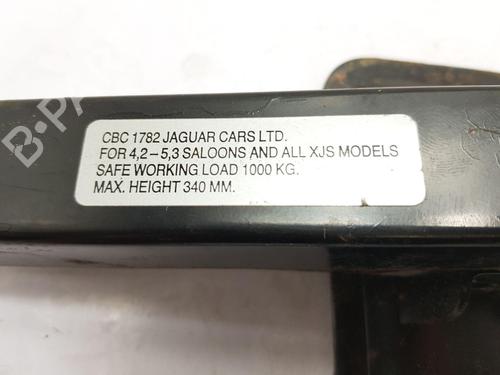 CBC 1782 JAGUAR CARS LTD.
FOR 4,2–5,3 SALOONS AND ALL XJS MODELS
SAFE WORKING LOAD 1000 KG.
MAX. HEIGHT 340 MM.